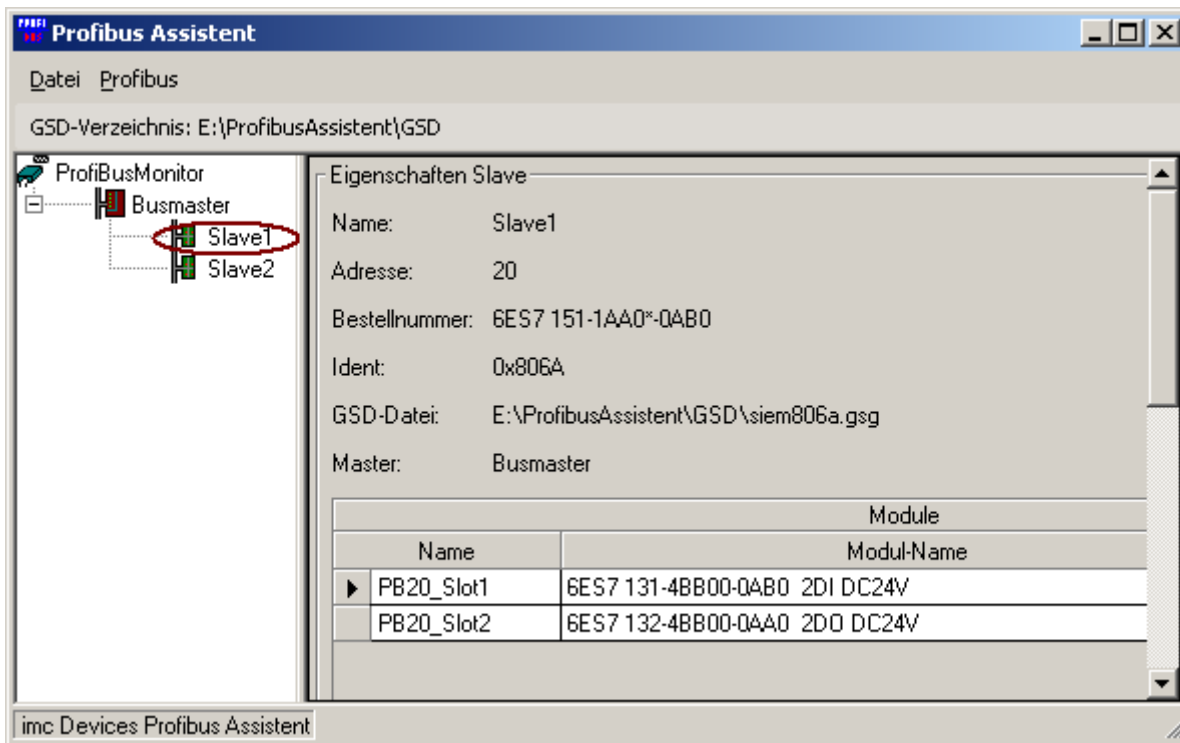 Profibus Assistent
Datei Profibus
GSD-Verzeichnis: E:\ProfibusAssistent\GSD
ProfiBusMonitor
Busmaster
Slave1
Slave2
Eigenschaften Slave
Name: Slave1
Adresse: 20
Bestellnummer: 6ES7 151-1AA0*-0AB0
Ident: 0x806A
GSD-Datei: E:\ProfibusAssistent\GSD\siem806a.gsg
Master: Busmaster
Module
Name Modul-Name
PB20_Slot1 6ES7 131-4BB00-0AB0 2DI DC24V
PB20_Slot2 6ES7 132-4BB00-0AA0 2DO DC24V
imc Devices Profibus Assistent